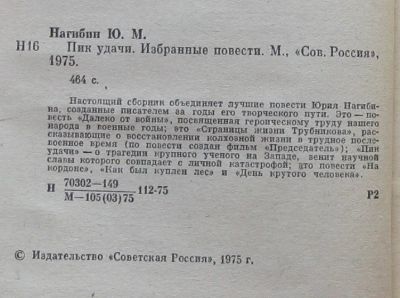 Нагибин Ю. М.
Н16 Пик удачи. Избранные повести. М., «Сов. Россия»,
1975.
464 с.
Настоящий сборник объединяет лучшие повести Юрия Нагиби-
на, созданные писателем за годы его творческого пути. Это — по-
весть «Далеко от войны», посвященная героическому труду нашего
народа в военные годы; это «Страницы жизни Трубникова», рас-
сказывающие о восстановлении колхозной жизни в трудное после-
военное время (по повести создан фильм «Председатель»); «Пик
удачи» — о трагедии крупного ученого на Западе, зенит научной
славы которого совпадает с личной катастрофой; это повести «На
кордоне», «Как был куплен лес» и «День крутого человека».
Н 70302—149
М—105(03)75 112-75 Р2
© Издательство «Советская Россия», 1975 г.